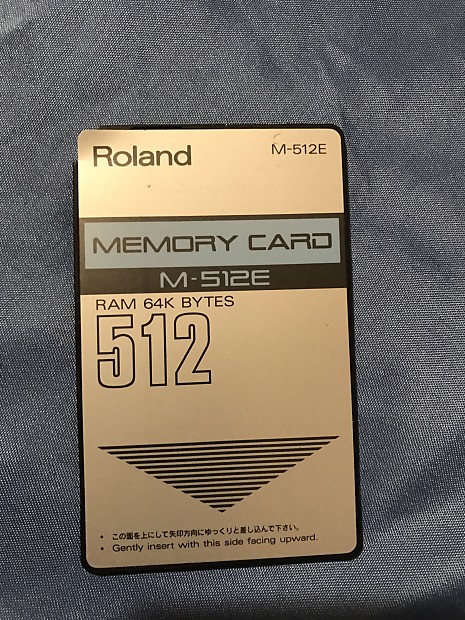 Roland M-512E
MEMORY CARD
M-512E
RAM 64K BYTES
512
• この面を上にして矢印方向にゆっくりと差し込んで下さい。
• Gently insert with this side facing upward.